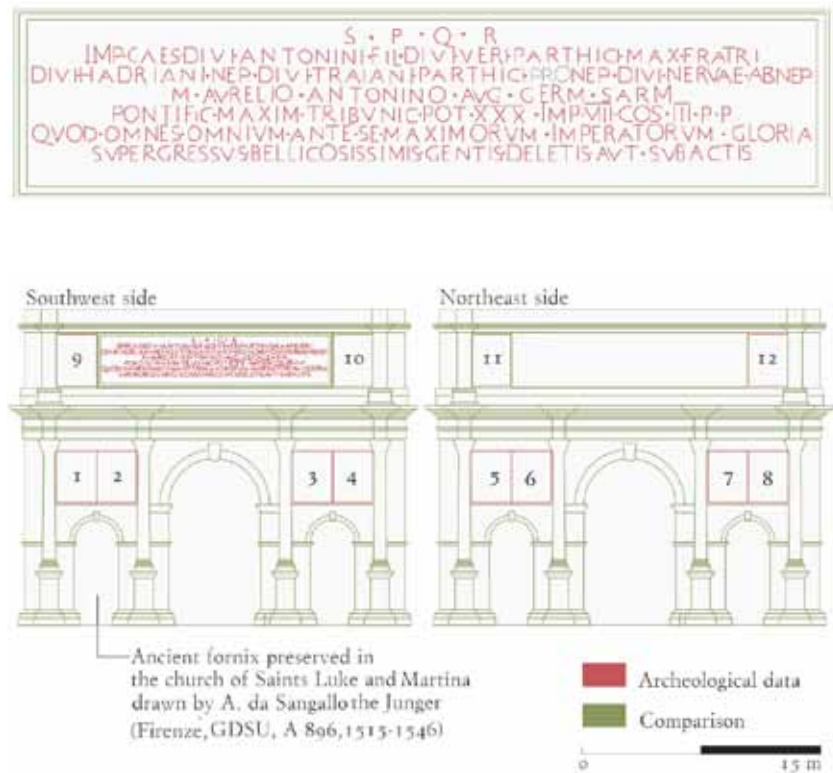 S · P · Q · R
IMP·CAES·DIVI·ANTONINI·FIL·DIVI·VERI·PARTHICI·MAX·FRATRI
DIVI·HADRIANI·NEP·DIVI·TRAIANI·PARTHIC·PRONEP·DIVI·NERVAE·ABNEP
M·AVRELIO·ANTONINO·AVG·GERM·SARM
PONTIFIC·MAXIM·TRIBVNIC·POT·XXX·IMP·VIII·COS·III·P·P
QVOD·OMNES·OMNIVM·ANTE·SE·MAXIMORVM·IMPERATORVM·GLORIA
SVPERGRESSVS·BELLICOSISSIMIS·GENTIS·DELETIS·AVT·SVBACTIS
Southwest side
Northeast side
9
10
11
12
1 2
3 4
5 6
7 8
Ancient fornix preserved in
the church of Saints Luke and Martina
drawn by A. da Sangallo the Junger
(Firenze, GDSU, A 896, 1513-1546)
Archeological data
Comparison
0 15 m